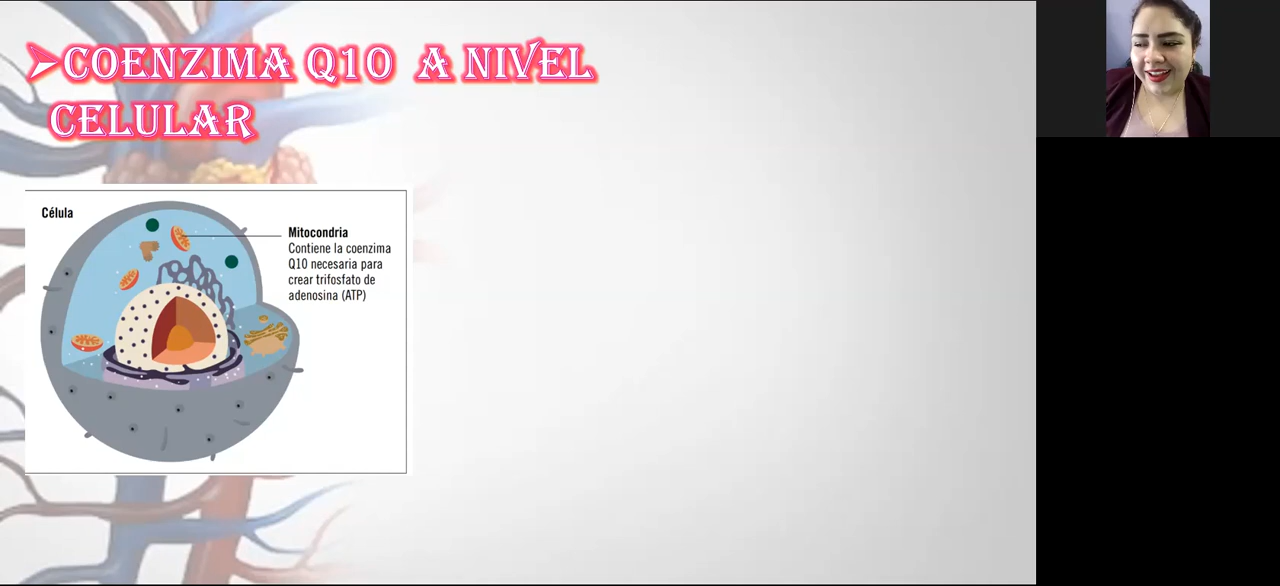 COENZIMA Q10 A NIVEL
CELULAR
Célula
Mitocondria
Contiene la coenzima
Q10 necesaria para
crear trifosfato de
adenosina (ATP)